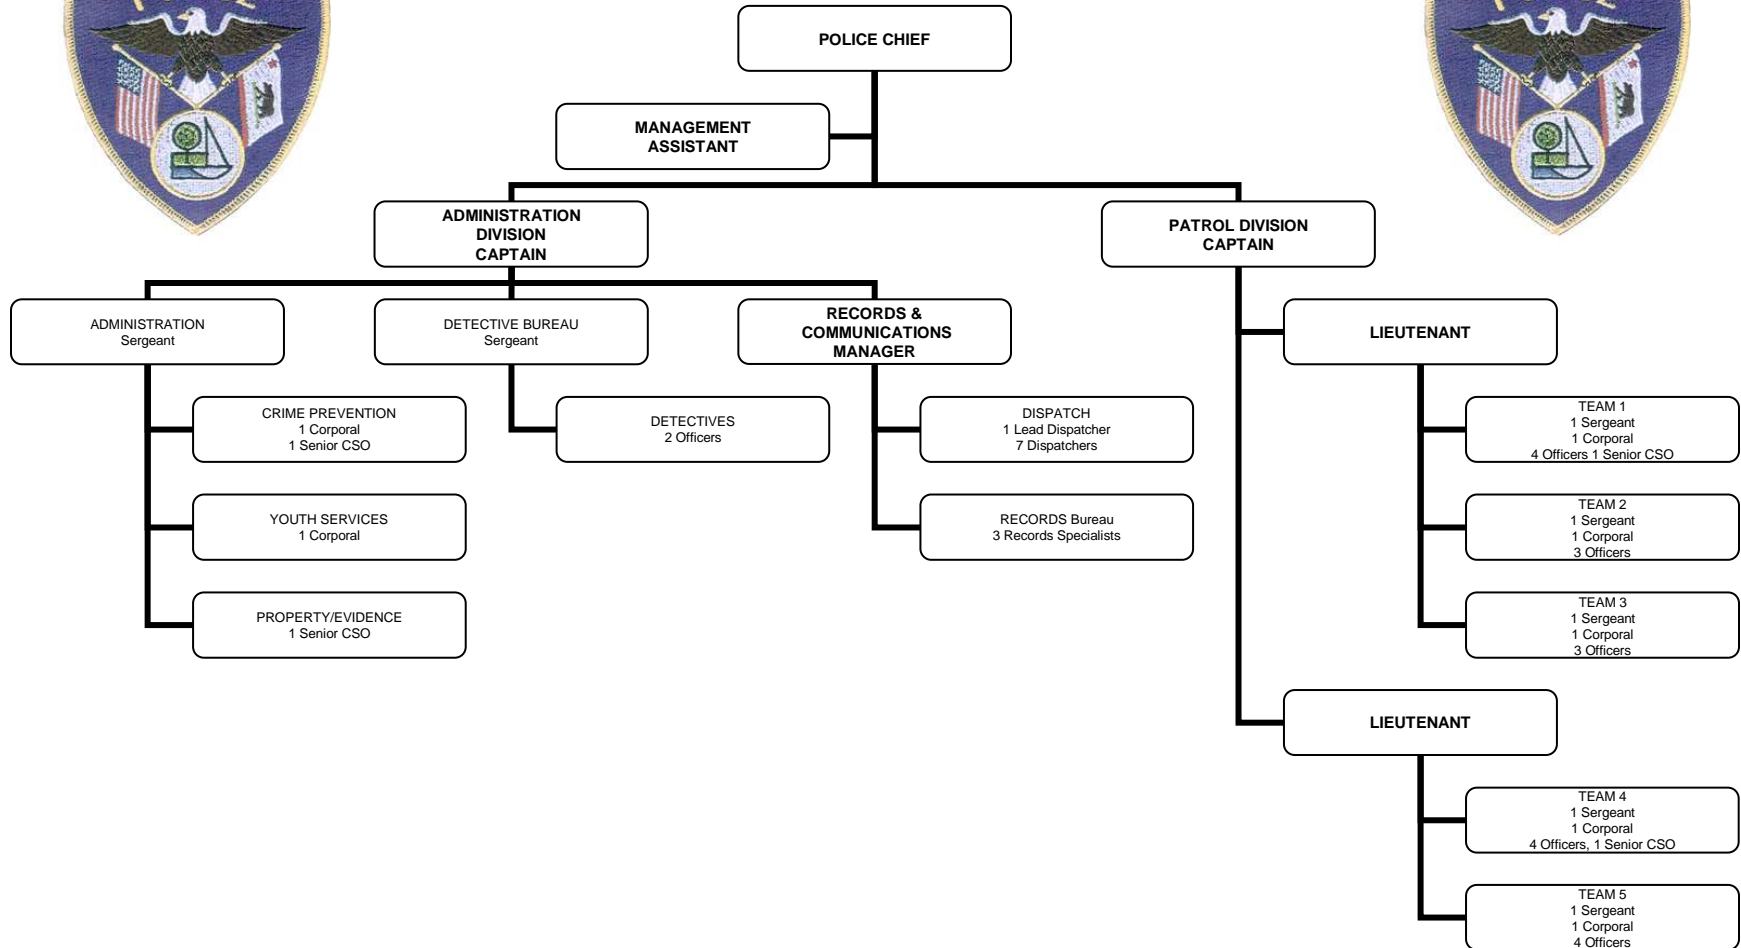 POLICE CHIEF
MANAGEMENT
ASSISTANT
ADMINISTRATION
DIVISION
CAPTAIN
PATROL DIVISION
CAPTAIN
ADMINISTRATION
Sergeant
DETECTIVE BUREAU
Sergeant
RECORDS &
COMMUNICATIONS
MANAGER
LIEUTENANT
CRIME PREVENTION
1 Corporal
1 Senior CSO
DETECTIVES
2 Officers
DISPATCH
1 Lead Dispatcher
7 Dispatchers
TEAM 1
1 Sergeant
1 Corporal
4 Officers 1 Senior CSO
YOUTH SERVICES
1 Corporal
RECORDS Bureau
3 Records Specialists
TEAM 2
1 Sergeant
1 Corporal
3 Officers
PROPERTY/EVIDENCE
1 Senior CSO
TEAM 3
1 Sergeant
1 Corporal
3 Officers
LIEUTENANT
TEAM 4
1 Sergeant
1 Corporal
4 Officers, 1 Senior CSO
TEAM 5
1 Sergeant
1 Corporal
4 Officers